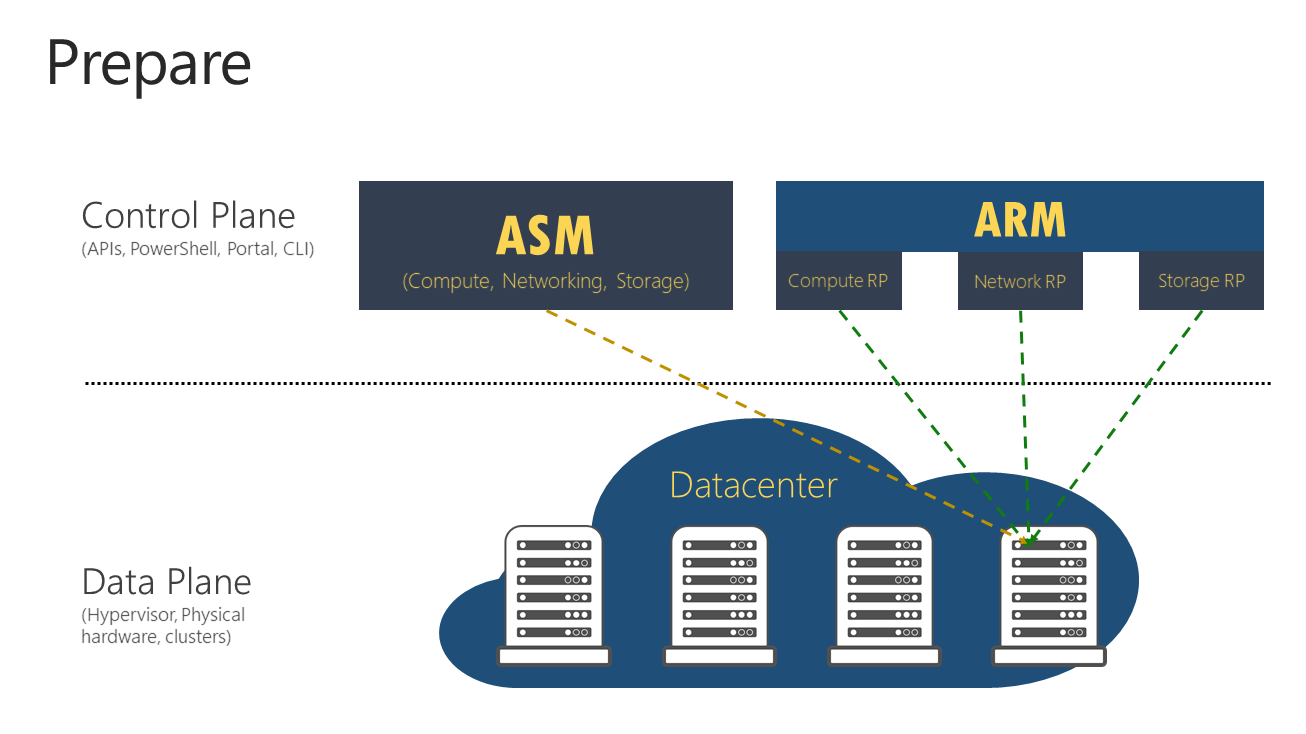 Prepare
Control Plane
(APIs, PowerShell, Portal, CLI)
ASM
(Compute, Networking, Storage)
ARM
Compute RP
Network RP
Storage RP
Datacenter
Data Plane
(Hypervisor, Physical
hardware, clusters)